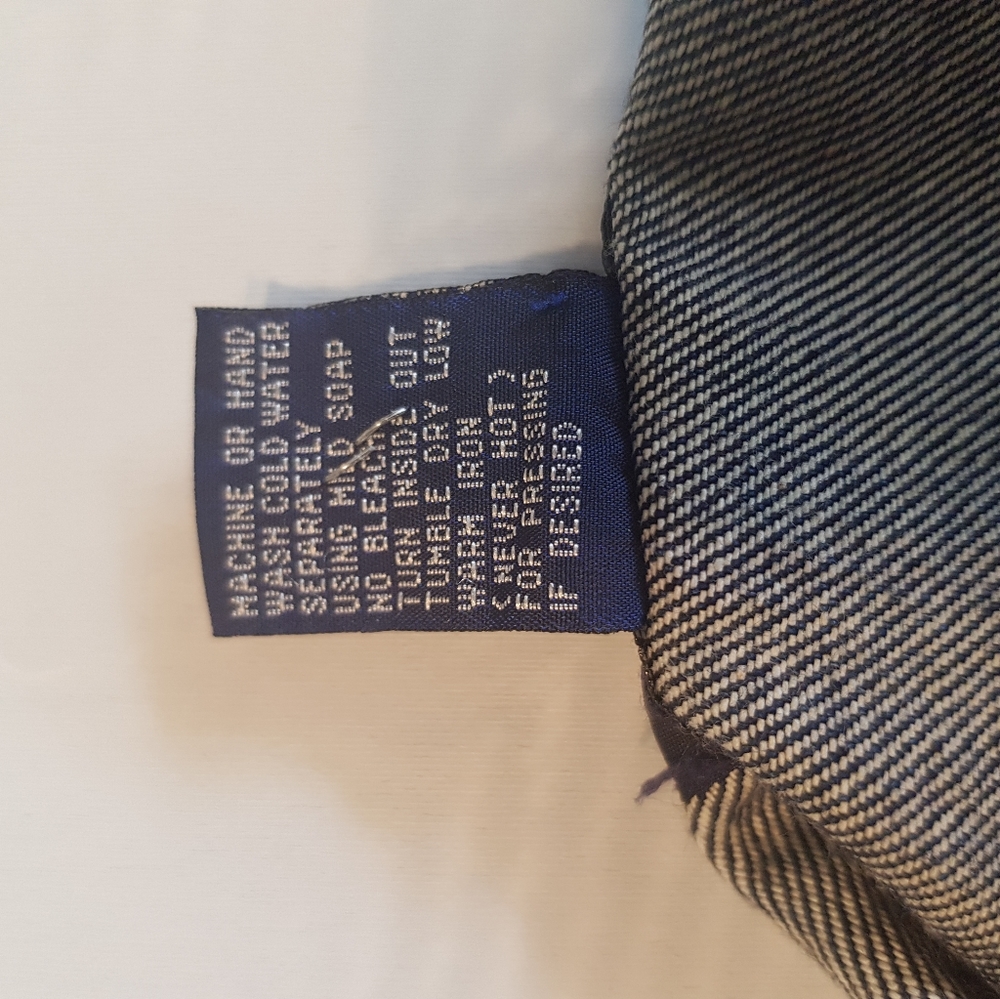 MACHINE OR HAND
WASH COLD WATER
SEPARATELY
USING MILD SOAP
NO BLEACH
TURN INSIDE OUT
TUMBLE DRY LOW
WARM IRON
(NEVER HOT)
FOR PRESSING
IF DESIRED